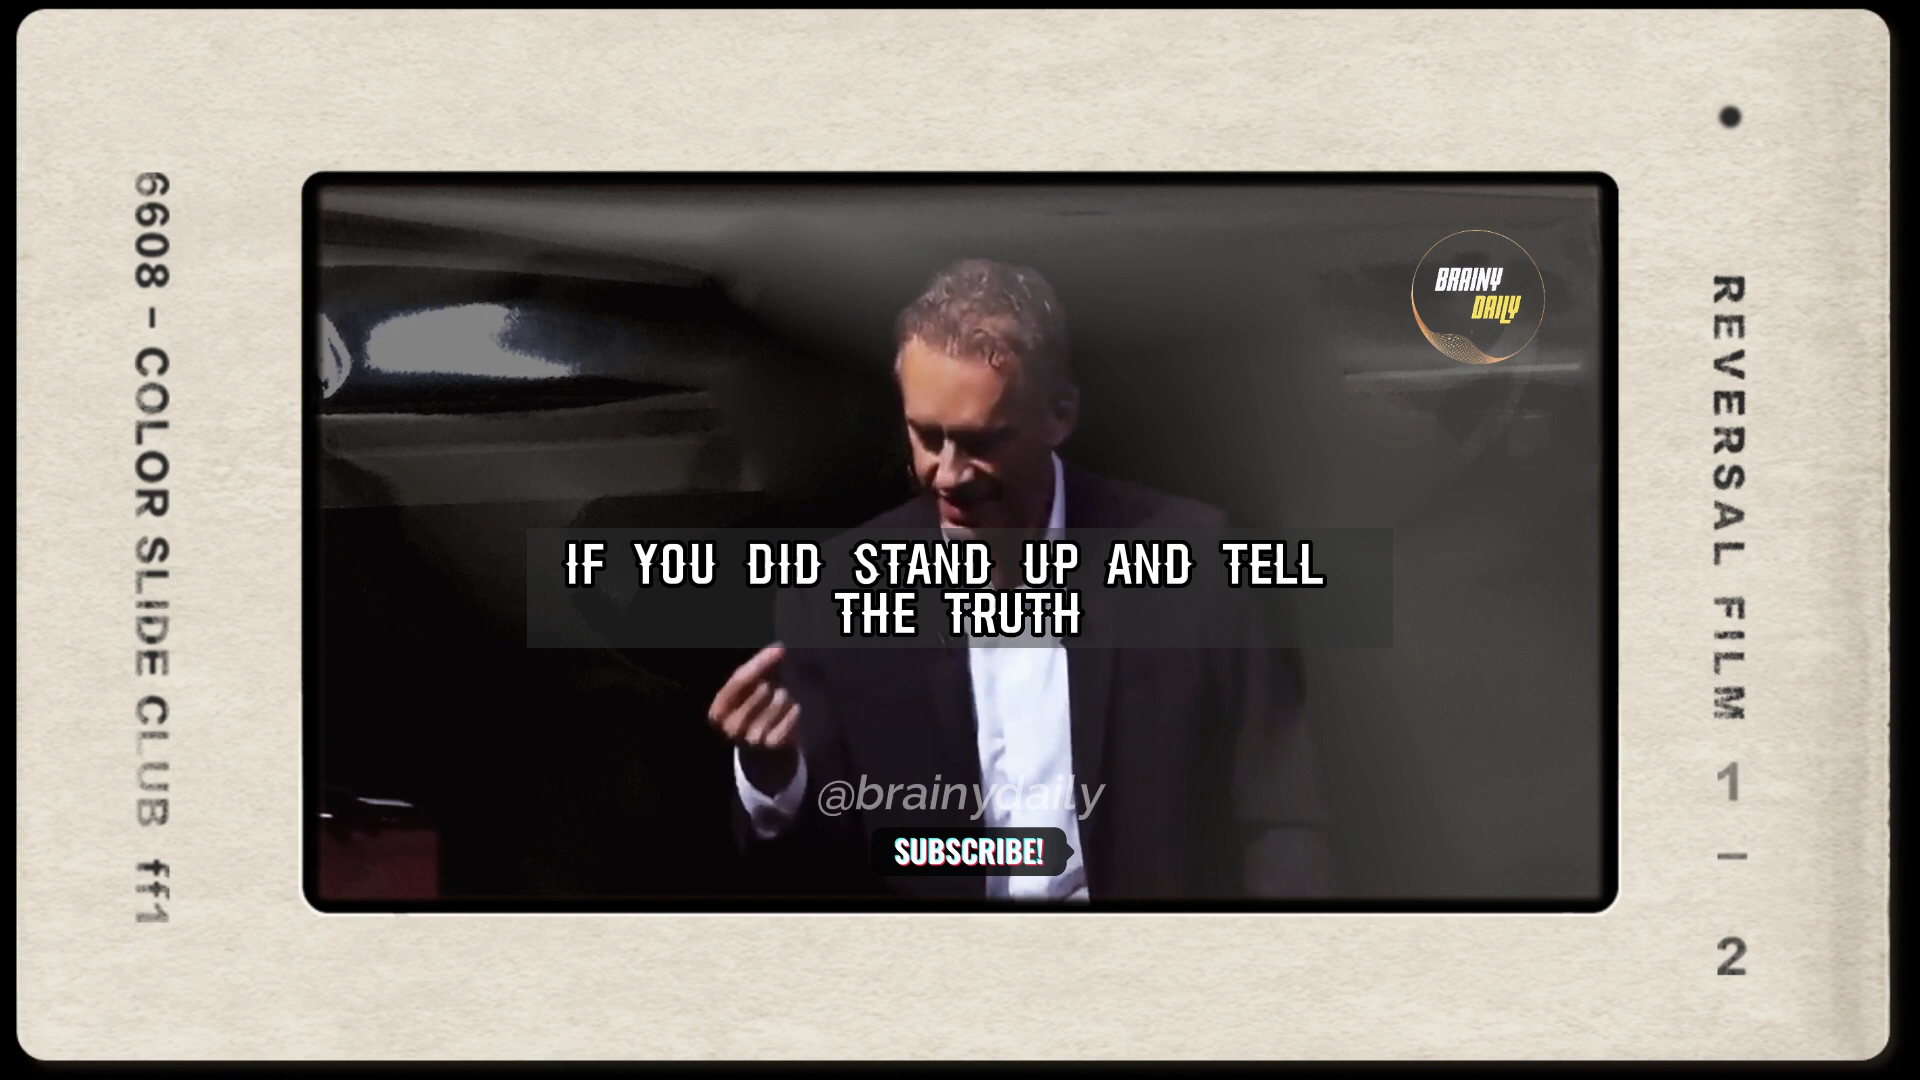 6608 - COLOR SLIDE CLUB ff1
BRAINY
DAILY
IF YOU DID STAND UP AND TELL
THE TRUTH
@brainydaily
SUBSCRIBE!
REVERSAL FILM 1 - 2